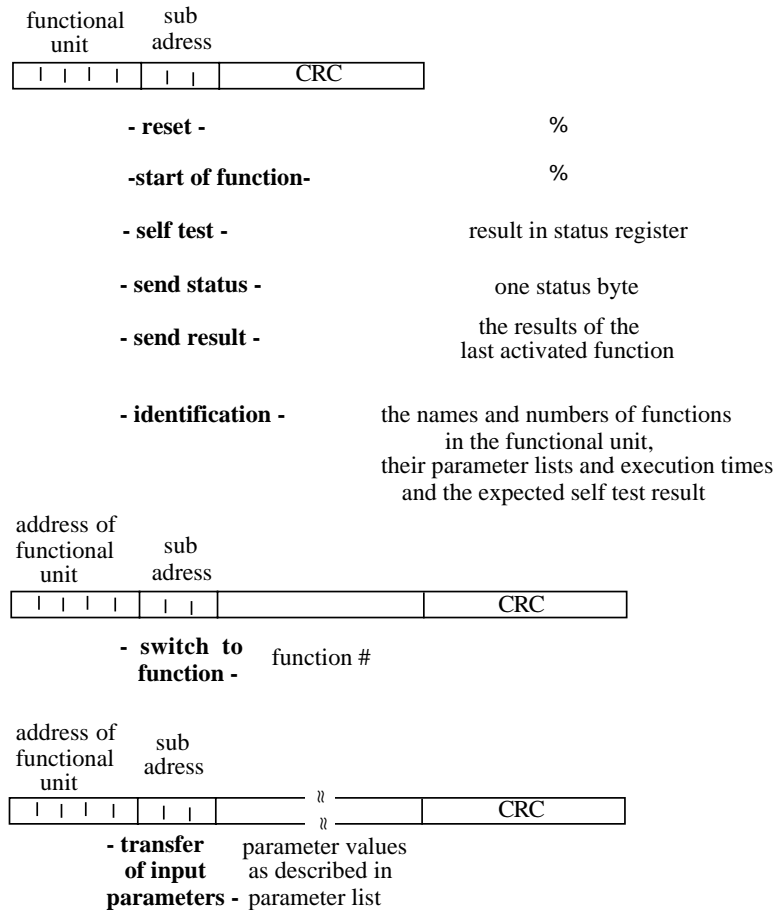 functional unit
sub adress
CRC
- reset - %
-start of function- %
- self test - result in status register
- send status - one status byte
- send result - the results of the
last activated function
- identification - the names and numbers of functions
in the functional unit,
their parameter lists and execution times
and the expected self test result
address of
functional
unit
sub
adress
CRC
- switch to
function -
function #
address of
functional
unit
sub
adress
CRC
- transfer
of input
parameters -
parameter values
as described in
parameter list